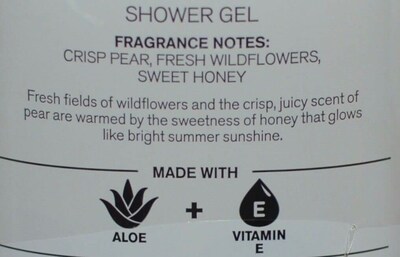 SHOWER GEL
FRAGRANCE NOTES:
CRISP PEAR, FRESH WILDFLOWERS,
SWEET HONEY
Fresh fields of wildflowers and the crisp, juicy scent of
pear are warmed by the sweetness of honey that glows
like bright summer sunshine.
MADE WITH
+ E
ALOE VITAMIN
E